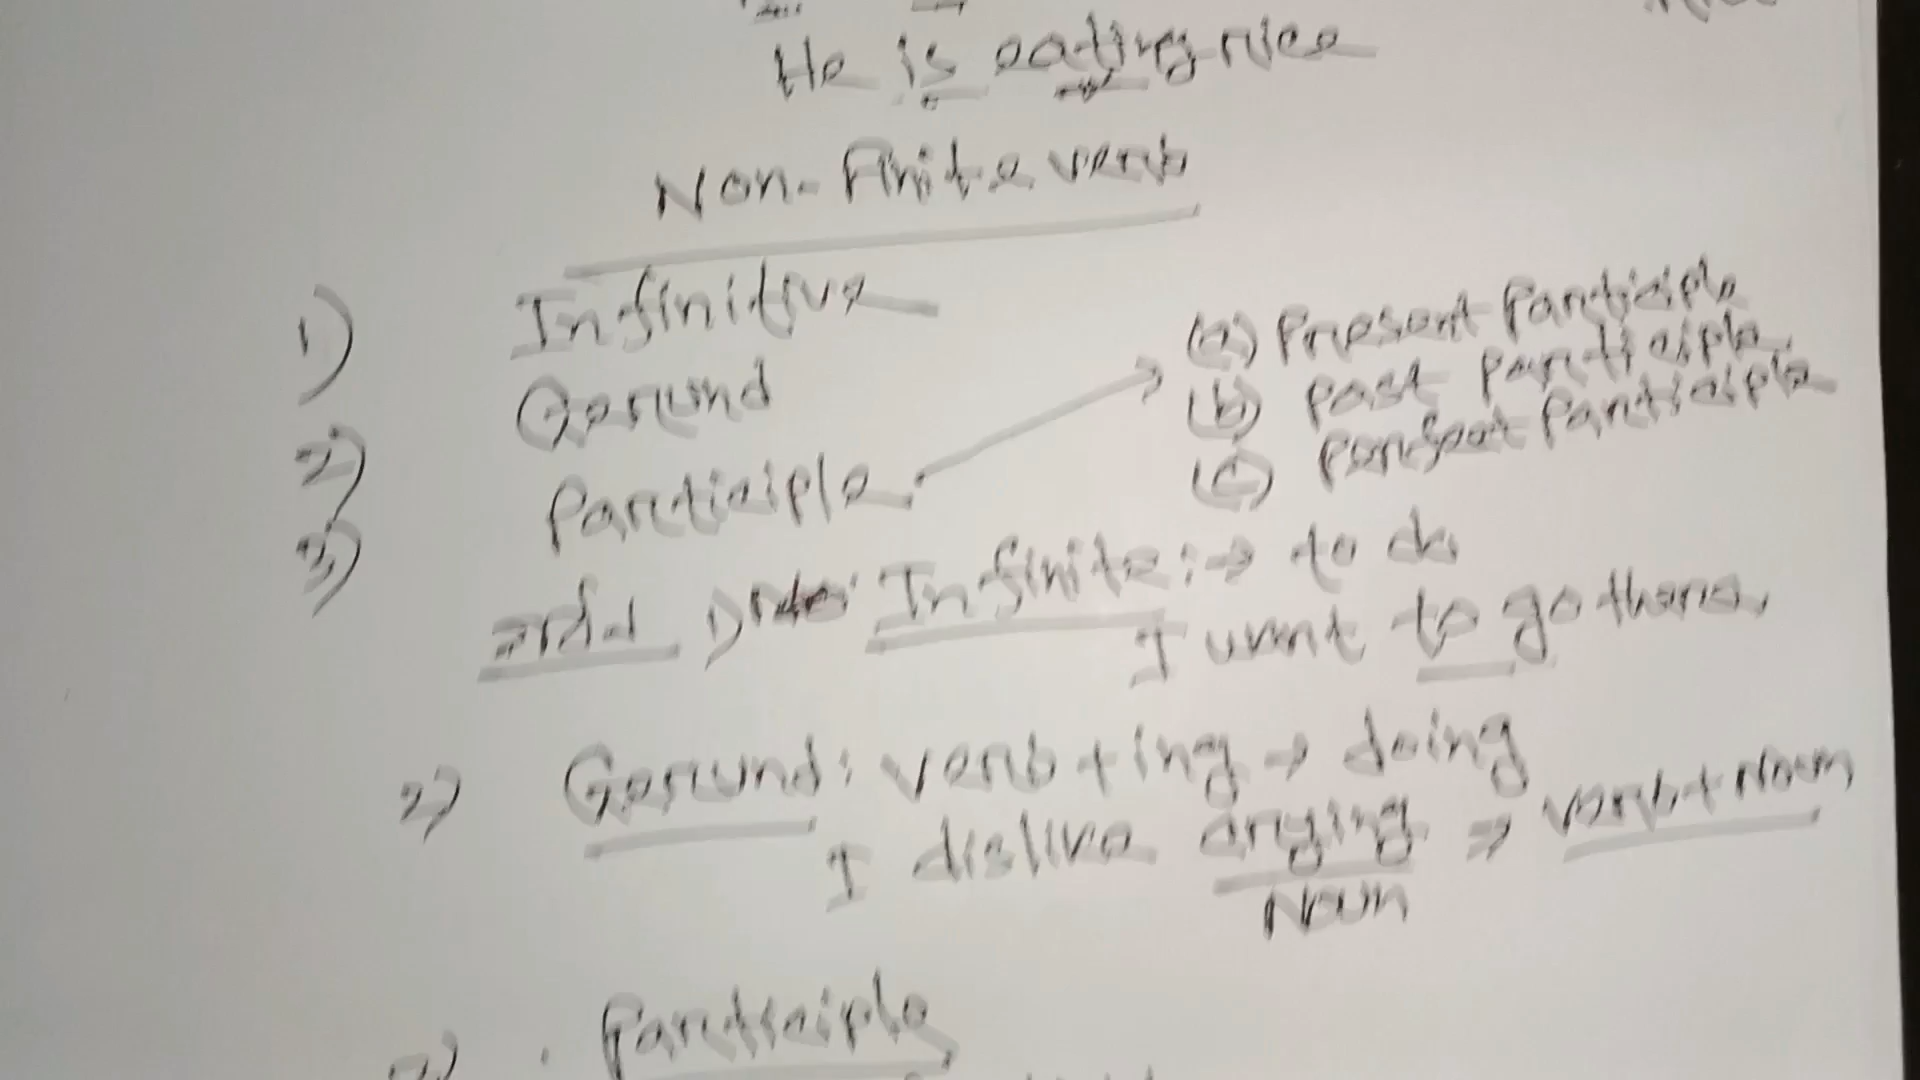 He is eating rice
Non-finite verb
1) Infinitive
2) Gerund
3) Participle
(a) Present Participle
(b) Past Participle
(c) Perfect Participle
1) Infinite :→ to do
I want to go there,
2) Gerund: verb + ing → doing
I dislive crying ⇒ verb + Noun
Noun
Participle